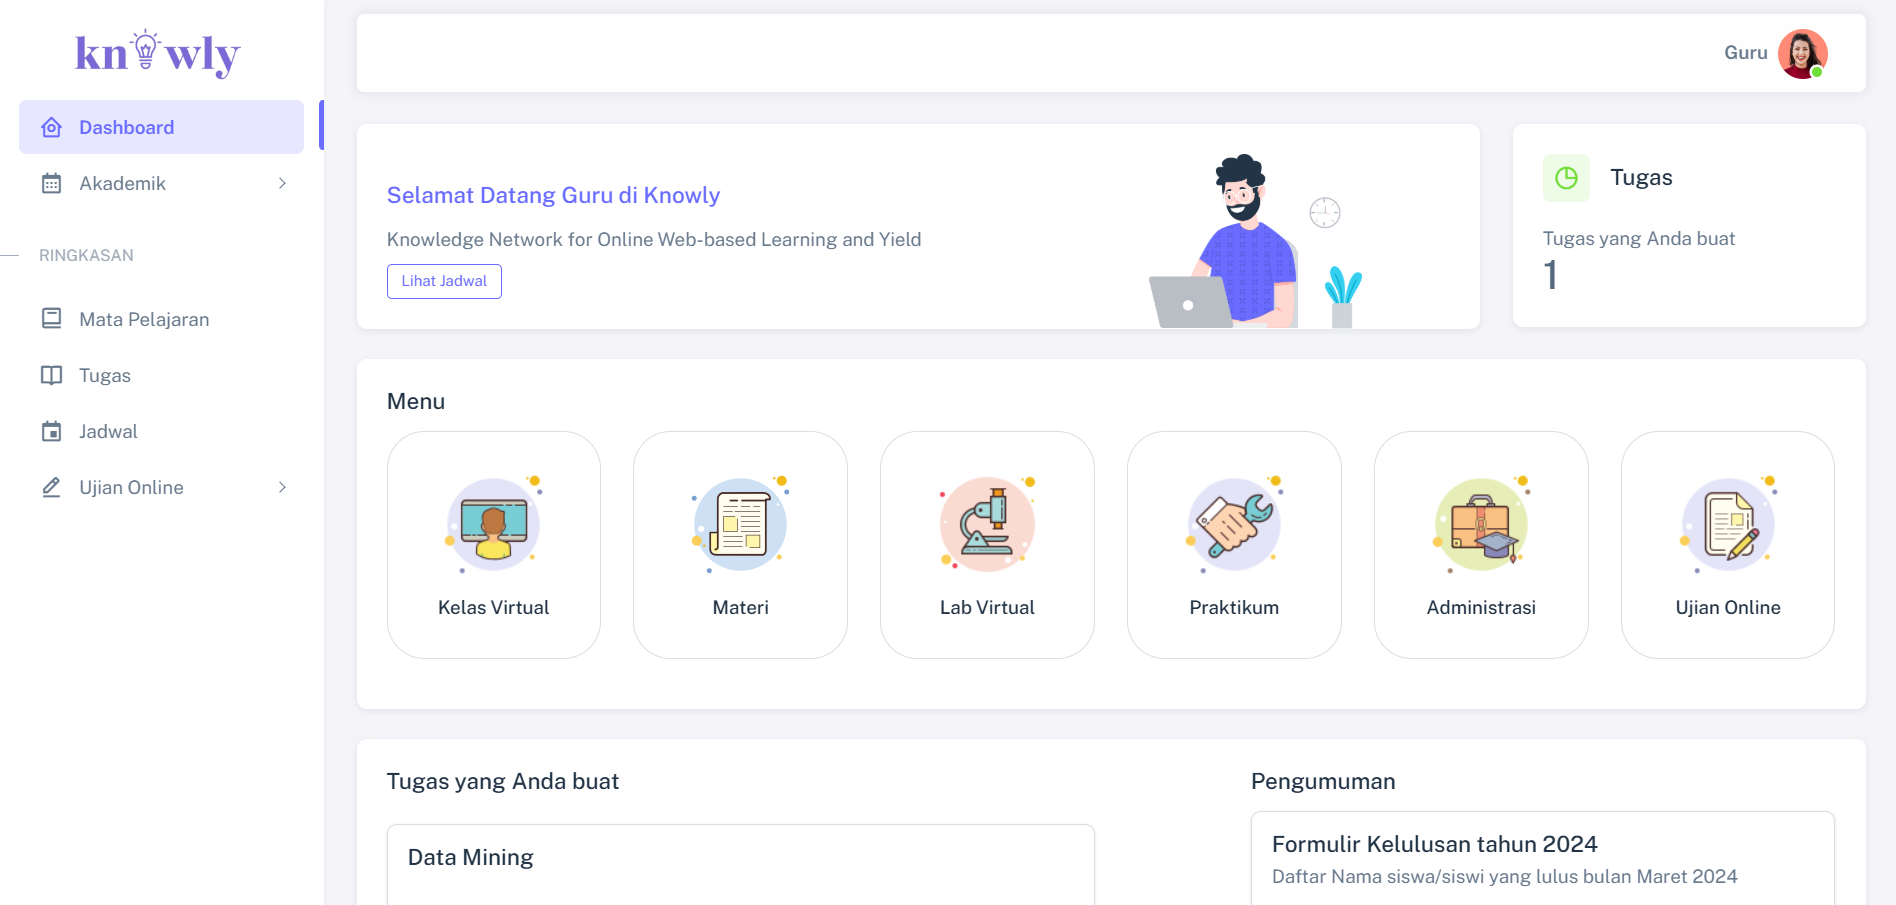 knowly
Dashboard
Akademik
RINGKASAN
Mata Pelajaran
Tugas
Jadwal
Ujian Online
Guru
Selamat Datang Guru di Knowly
Knowledge Network for Online Web-based Learning and Yield
Lihat Jadwal
Tugas
Tugas yang Anda buat
1
Menu
Kelas Virtual
Materi
Lab Virtual
Praktikum
Administrasi
Ujian Online
Tugas yang Anda buat
Data Mining
Pengumuman
Formulir Kelulusan tahun 2024
Daftar Nama siswa/siswi yang lulus bulan Maret 2024